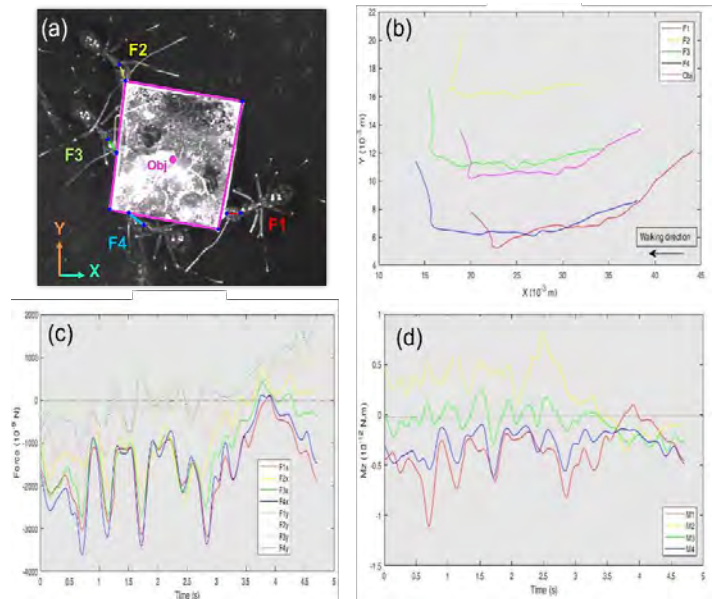 (a)
F2
F3
Obj
F1
F4
Y
X
(b)
Y (10⁻³ m)
22
20
18
16
14
12
10
8
6
4
10
15
20
25
30
35
40
45
X (10⁻³ m)
F1
F2
F3
F4
Obj
Walking direction
(c)
Force (10⁻⁹ N)
2000
1000
0
-1000
-2000
-3000
-4000
0
0.5
1
1.5
2
2.5
3
3.5
4
4.5
5
Time (s)
F1x
F2x
F3x
F4x
F1y
F2y
F3y
F4y
(d)
Mz (10⁻¹² N.m)
1
0.5
0
-0.5
-1
-1.5
0
0.5
1
1.5
2
2.5
3
3.5
4
4.5
5
Time (s)
M1
M2
M3
M4